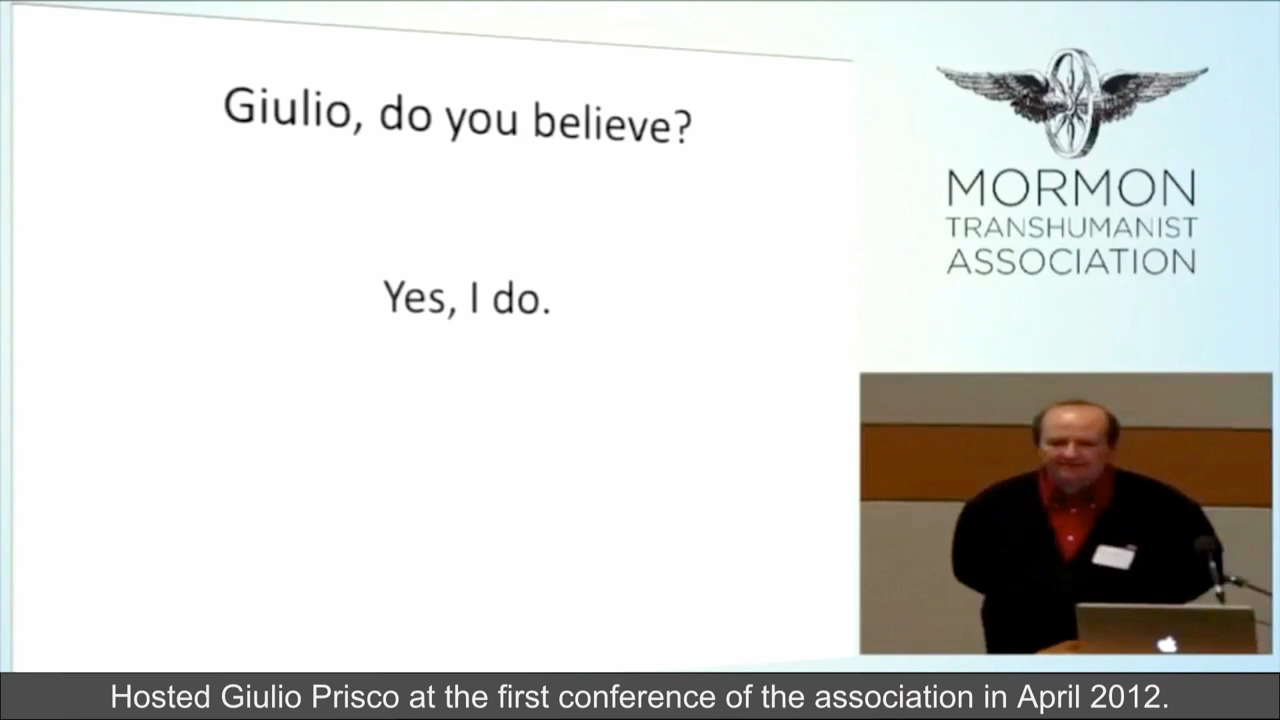 Giulio, do you believe?
Yes, I do.
MORMON
TRANSHUMANIST
ASSOCIATION
Hosted Giulio Prisco at the first conference of the association in April 2012.